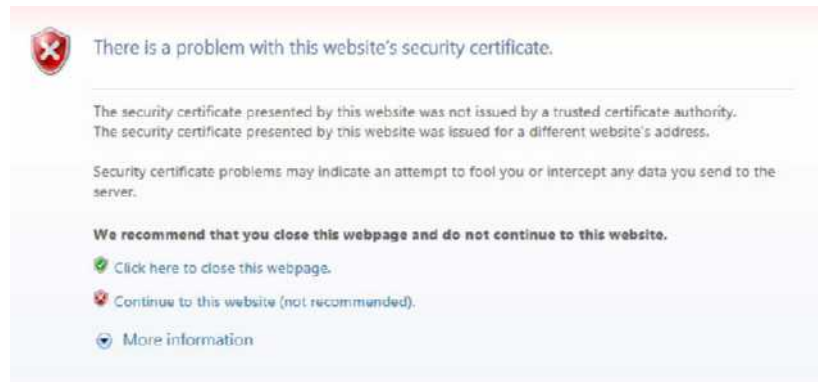 There is a problem with this website's security certificate.
The security certificate presented by this website was not issued by a trusted certificate authority.
The security certificate presented by this website was issued for a different website's address.
Security certificate problems may indicate an attempt to fool you or intercept any data you send to the
server.
We recommend that you close this webpage and do not continue to this website.
Click here to close this webpage.
Continue to this website (not recommended).
More information